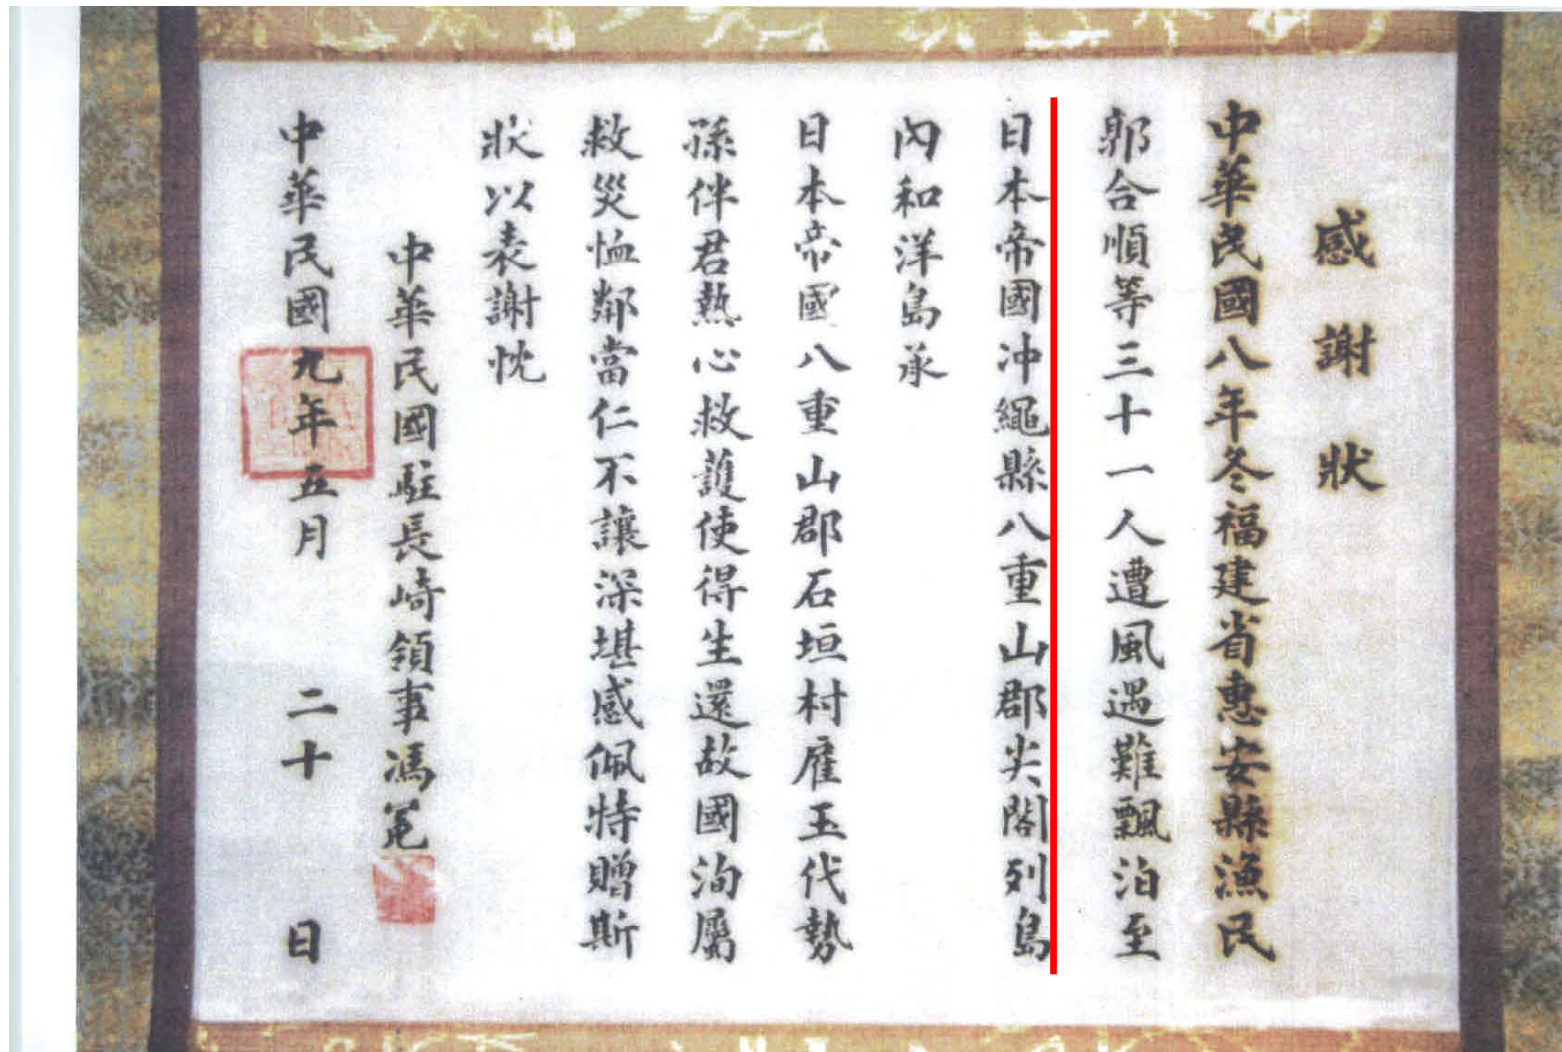 感謝狀
中華民國八年冬福建省惠安縣漁民
郭合順等三十一人遭風遇難飄泊至
日本帝國冲繩縣八重山郡尖閣列島
內和洋島承
日本帝國八重山郡石垣村雇玉代勢
孫伴君熱心救護使得生還故國洵屬
救災恤鄰當仁不讓深堪感佩特贈斯
狀以表謝忱
中華民國駐長崎領事馮冕
中華民國九年五月二十日